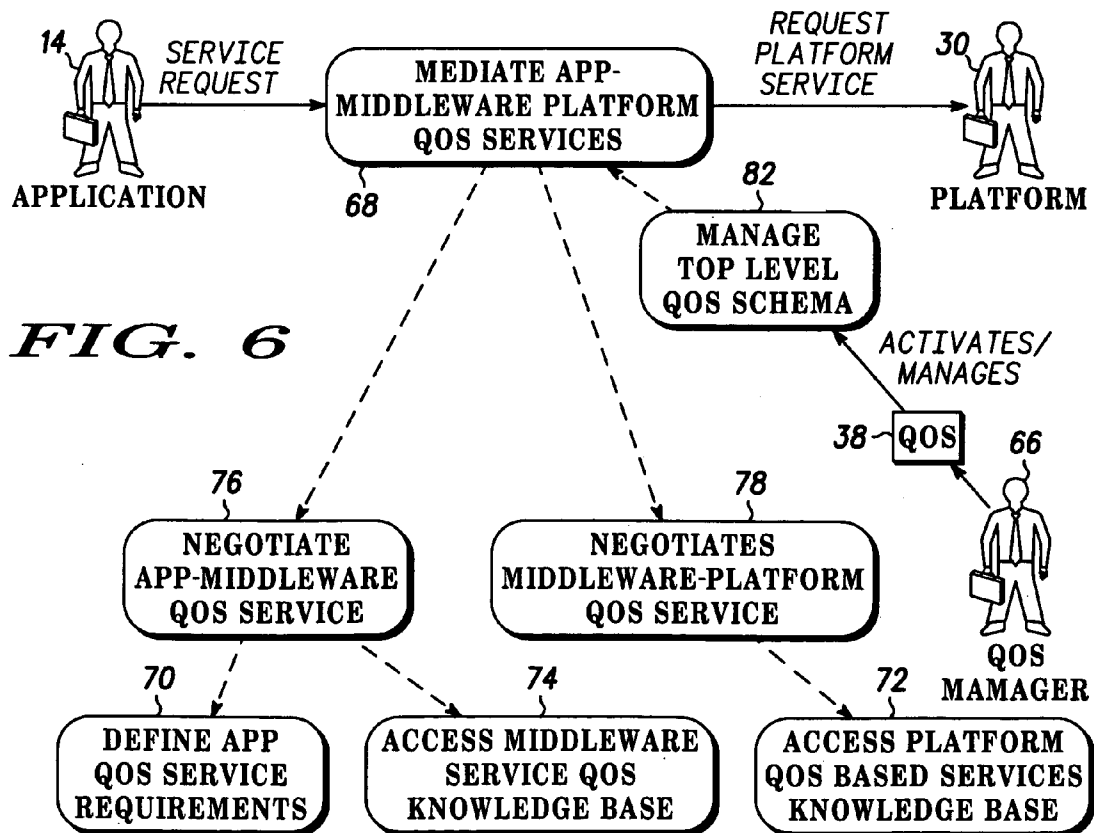 14
SERVICE
REQUEST
MEDIATE APP-
MIDDLEWARE PLATFORM
QOS SERVICES
68
REQUEST
PLATFORM
SERVICE
30
APPLICATION
PLATFORM
82
MANAGE
TOP LEVEL
QOS SCHEMA
FIG. 6
ACTIVATES/
MANAGES
38
QOS
66
QOS
MAMAGER
76
NEGOTIATE
APP-MIDDLEWARE
QOS SERVICE
78
NEGOTIATES
MIDDLEWARE-PLATFORM
QOS SERVICE
70
DEFINE APP
QOS SERVICE
REQUIREMENTS
74
ACCESS MIDDLEWARE
SERVICE QOS
KNOWLEDGE BASE
72
ACCESS PLATFORM
QOS BASED SERVICES
KNOWLEDGE BASE